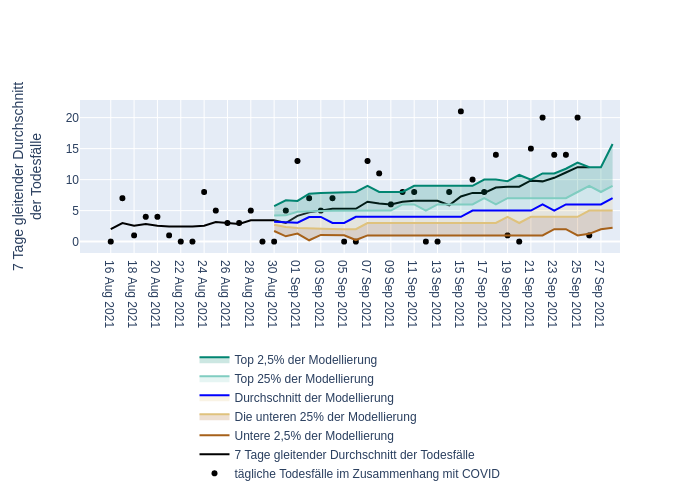 7 Tage gleitender Durchschnitt
der Todesfälle
20
15
10
5
0
16 Aug 2021
18 Aug 2021
20 Aug 2021
22 Aug 2021
24 Aug 2021
26 Aug 2021
28 Aug 2021
30 Aug 2021
01 Sep 2021
03 Sep 2021
05 Sep 2021
07 Sep 2021
09 Sep 2021
11 Sep 2021
13 Sep 2021
15 Sep 2021
17 Sep 2021
19 Sep 2021
21 Sep 2021
23 Sep 2021
25 Sep 2021
27 Sep 2021
Top 2,5% der Modellierung
Top 25% der Modellierung
Durchschnitt der Modellierung
Die unteren 25% der Modellierung
Untere 2,5% der Modellierung
7 Tage gleitender Durchschnitt der Todesfälle
tägliche Todesfälle im Zusammenhang mit COVID